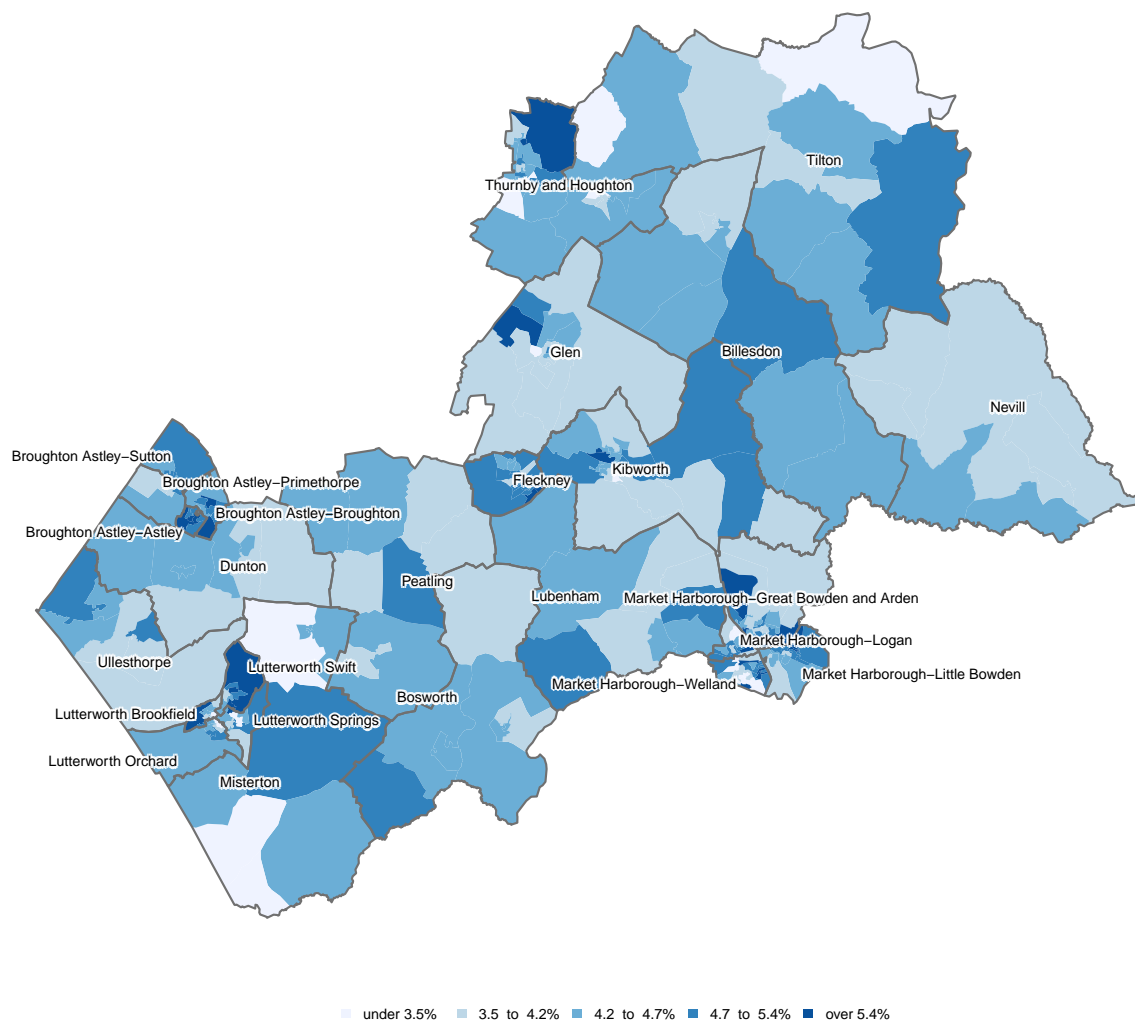 Tilton
Thurnby and Houghton
Glen
Billesdon
Nevill
Broughton Astley−Sutton
Kibworth
Fleckney
Broughton Astley−Primethorpe
Broughton Astley−Broughton
Broughton Astley−Astley
Dunton
Peatling
Lubenham
Market Harborough−Great Bowden and Arden
Market Harborough−Logan
Ullesthorpe
Lutterworth Swift
Market Harborough−Little Bowden
Market Harborough−Welland
Bosworth
Lutterworth Brookfield
Lutterworth Springs
Lutterworth Orchard
Misterton
under 3.5% 3.5 to 4.2% 4.2 to 4.7% 4.7 to 5.4% over 5.4%